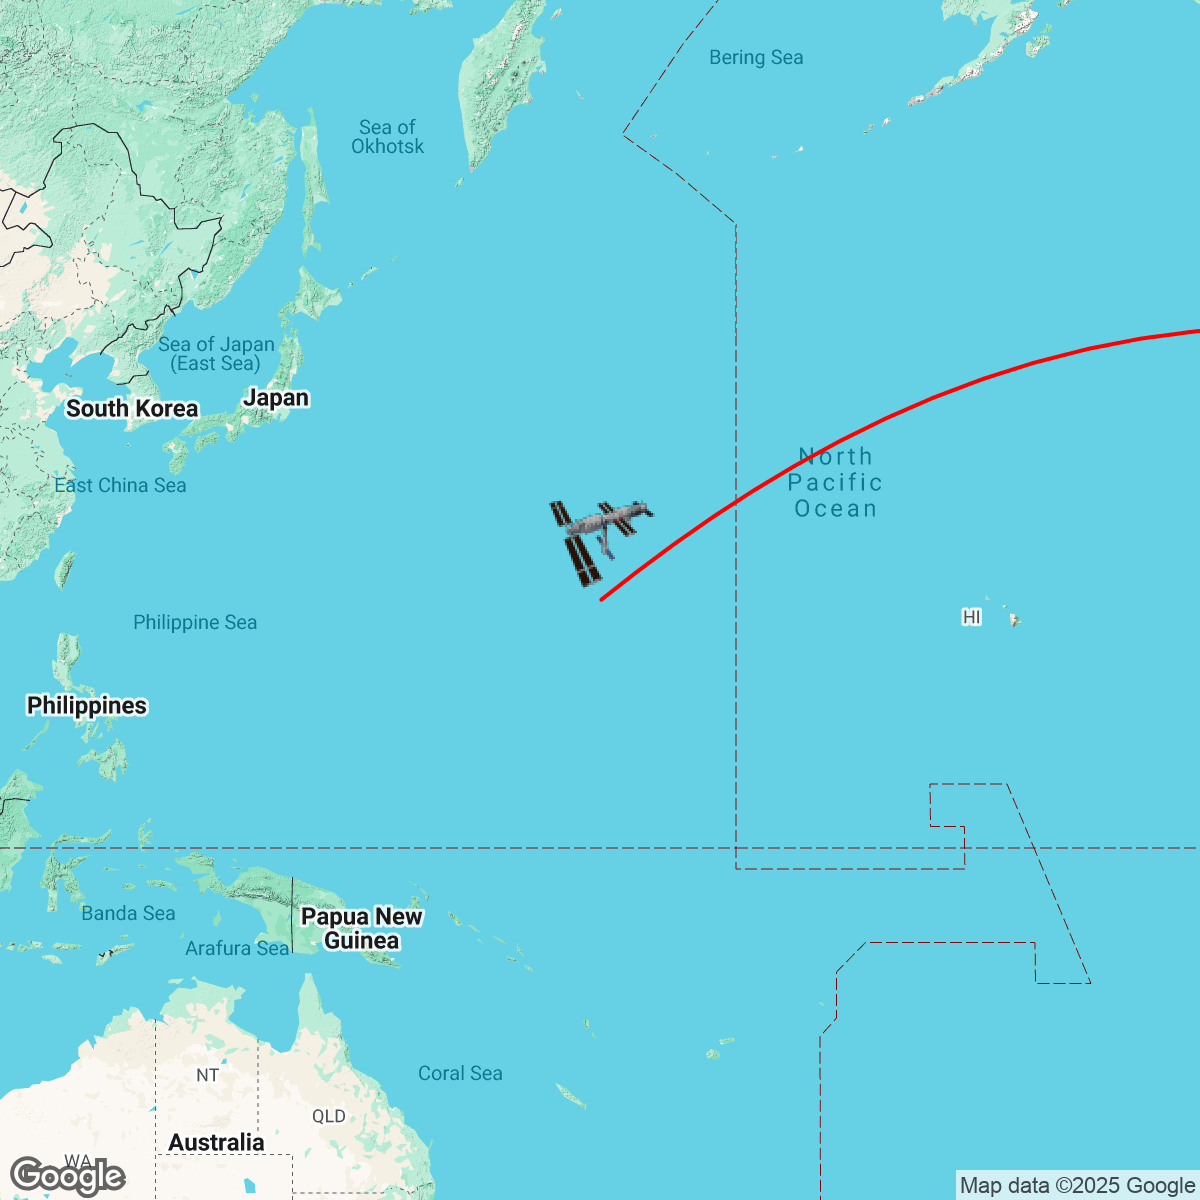 Bering Sea
Sea of
Okhotsk
Sea of Japan
(East Sea)
Japan
South Korea
North
Pacific
Ocean
East China Sea
HI
Philippine Sea
Philippines
Banda Sea
Papua New
Guinea
Arafura Sea
Coral Sea
NT
QLD
Australia
WA
Google
Map data ©2025 Google